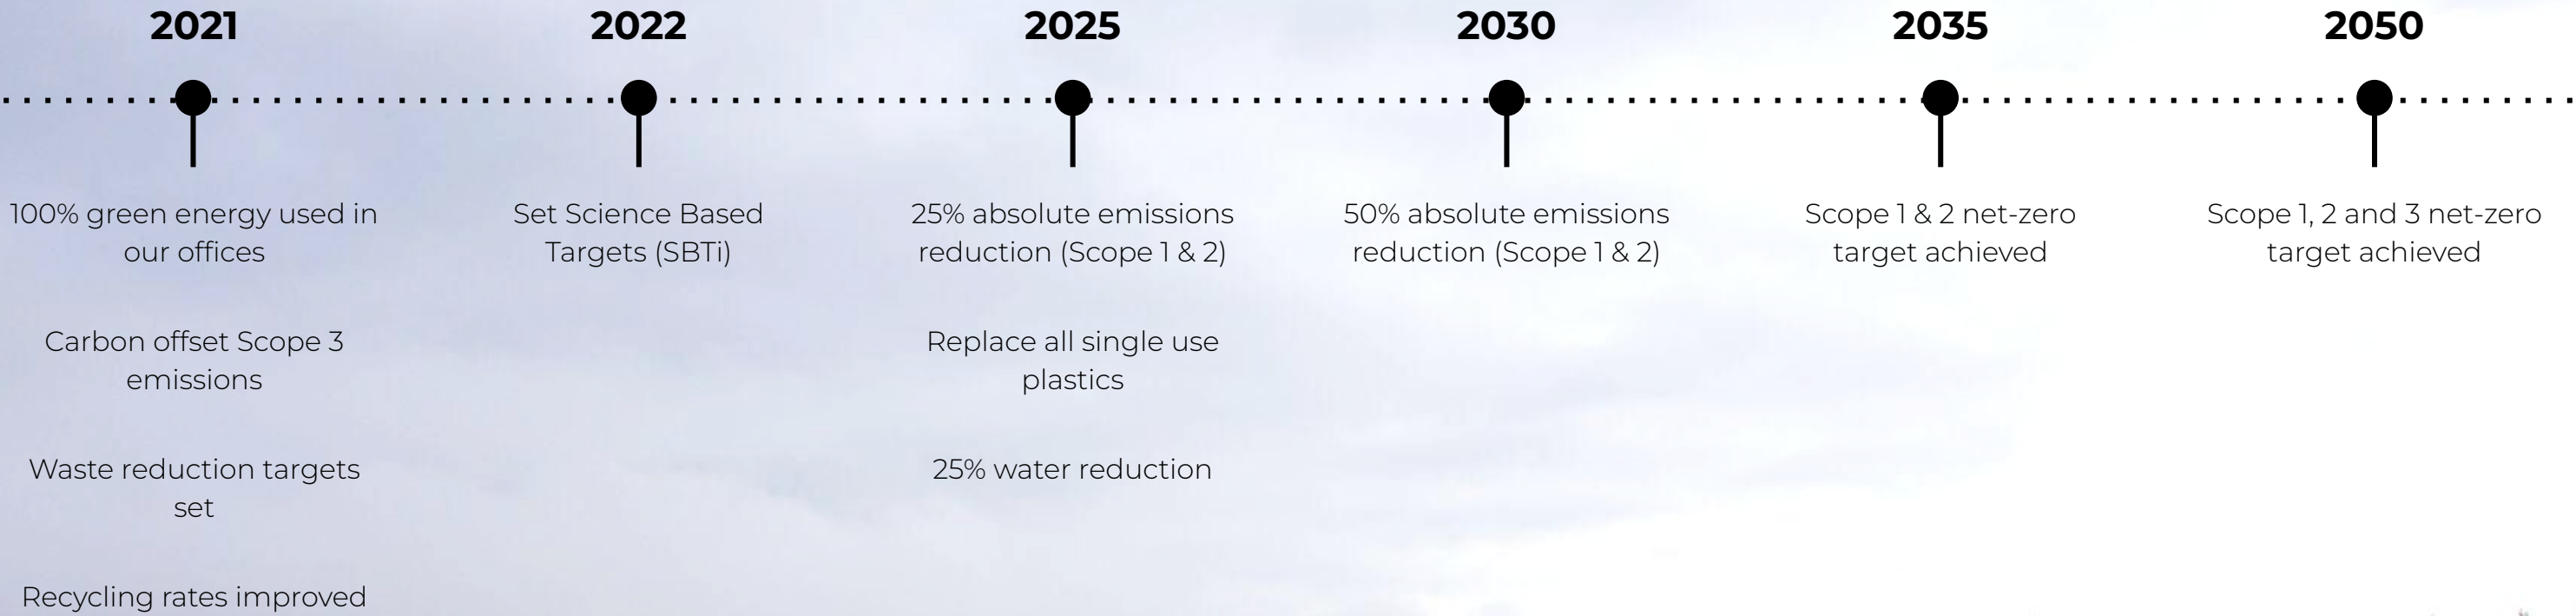 2021
100% green energy used in
our offices
Carbon offset Scope 3
emissions
Waste reduction targets
set
Recycling rates improved
2022
Set Science Based
Targets (SBTi)
2025
25% absolute emissions
reduction (Scope 1 & 2)
Replace all single use
plastics
25% water reduction
2030
50% absolute emissions
reduction (Scope 1 & 2)
2035
Scope 1 & 2 net-zero
target achieved
2050
Scope 1, 2 and 3 net-zero
target achieved